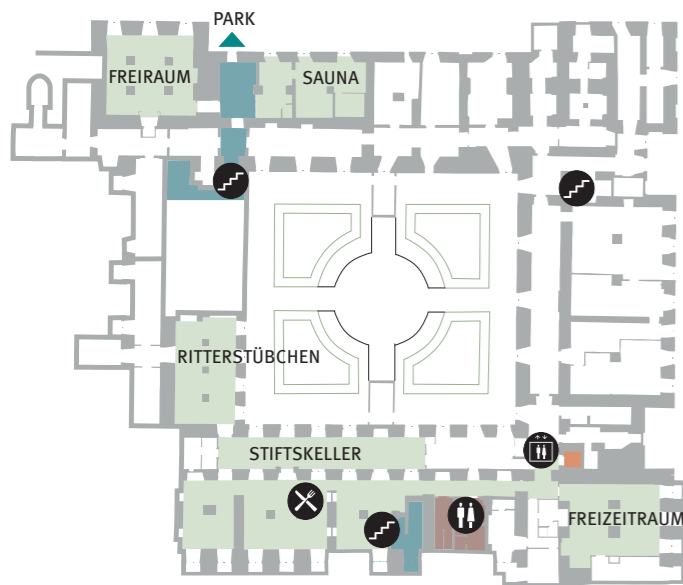 PARK
FREIRAUM
SAUNA
RITTERSTÜBCHEN
STIFTSKELLER
FREIZEITRAUM